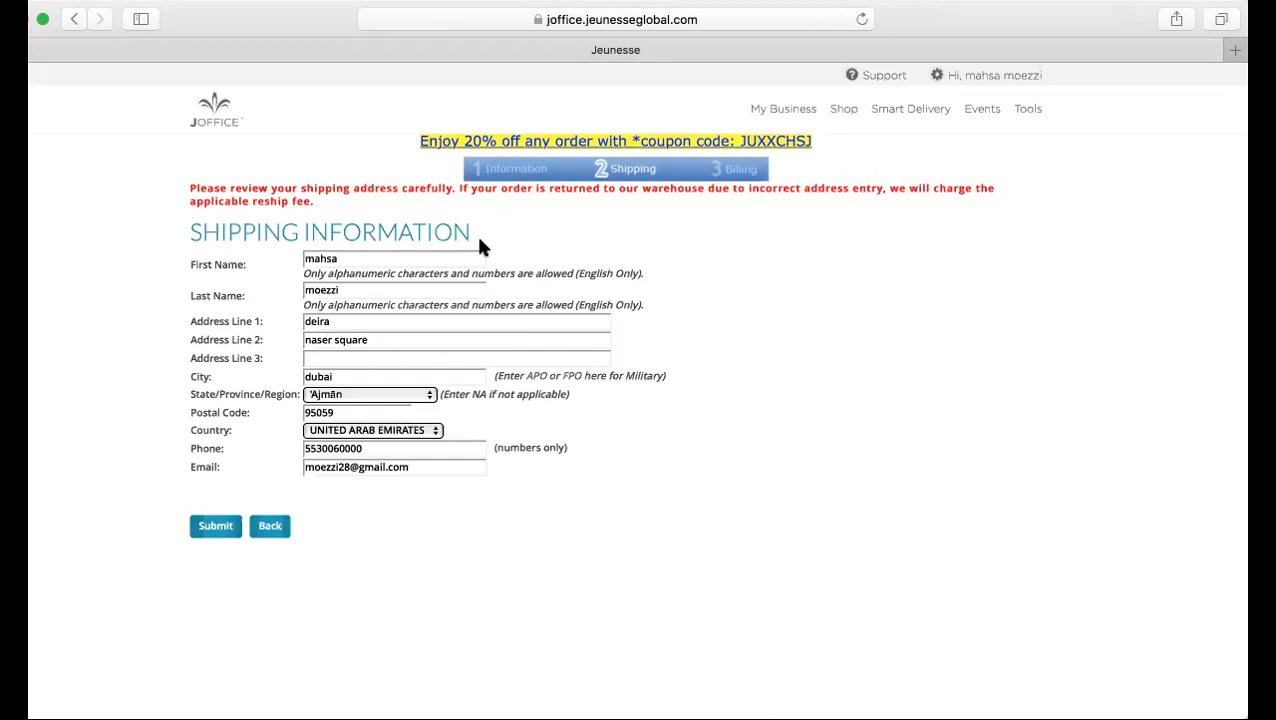 joffice.jeunesseglobal.com
Jeunesse
Support Hi, mahsa moezzi
JOFFICE
My Business Shop Smart Delivery Events Tools
Enjoy 20% off any order with *coupon code: JUXXCHSJ
1 Information 2 Shipping 3 Billing
Please review your shipping address carefully. If your order is returned to our warehouse due to incorrect address entry, we will charge the
applicable reship fee.
SHIPPING INFORMATION
First Name: mahsa
Only alphanumeric characters and numbers are allowed (English Only).
Last Name: moezzi
Only alphanumeric characters and numbers are allowed (English Only).
Address Line 1: deira
Address Line 2: naser square
Address Line 3:
City: dubai (Enter APO or FPO here for Military)
State/Province/Region: 'Ajmān (Enter NA if not applicable)
Postal Code: 95059
Country: UNITED ARAB EMIRATES
Phone: 5530060000 (numbers only)
Email: moezzi28@gmail.com
Submit Back